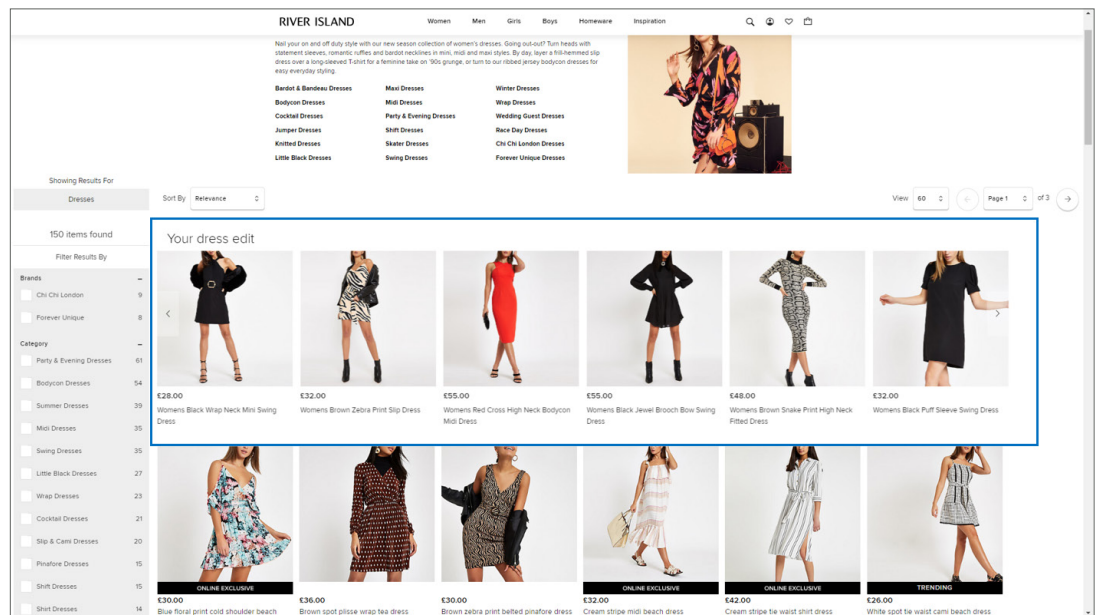 RIVER ISLAND
Women Men Girls Boys Homeware Inspiration
Nail your on and off duty style with our new season collection of women's dresses. Going out-out? Turn heads with
statement sleeves, romantic ruffles and bardot necklines in mini, midi and maxi styles. By day, layer a frill-hemmed slip
dress over a long-sleeved T-shirt for a feminine take on '90s grunge, or turn to our ribbed jersey bodycon dresses for
easy everyday styling.
Bardot & Bandeau Dresses Maxi Dresses Winter Dresses
Bodycon Dresses Midi Dresses Wrap Dresses
Cocktail Dresses Party & Evening Dresses Wedding Guest Dresses
Jumper Dresses Shift Dresses Race Day Dresses
Knitted Dresses Skater Dresses Chi Chi London Dresses
Little Black Dresses Swing Dresses Forever Unique Dresses
Showing Results For
Dresses
Sort By Relevance
View 60 Page 1 of 3
150 items found
Filter Results By
Brands –
Chi Chi London 9
Forever Unique 8
Category –
Party & Evening Dresses 61
Bodycon Dresses 54
Summer Dresses 39
Midi Dresses 35
Swing Dresses 35
Little Black Dresses 27
Wrap Dresses 23
Cocktail Dresses 21
Slip & Cami Dresses 20
Pinafore Dresses 15
Shift Dresses 15
Shirt Dresses 14
Your dress edit
£28.00
Womens Black Wrap Neck Mini Swing
Dress
£32.00
Womens Brown Zebra Print Slip Dress
£55.00
Womens Red Cross High Neck Bodycon
Midi Dress
£55.00
Womens Black Jewel Brooch Bow Swing
Dress
£48.00
Womens Brown Snake Print High Neck
Fitted Dress
£32.00
Womens Black Puff Sleeve Swing Dress
ONLINE EXCLUSIVE
£30.00
Blue floral print cold shoulder beach
£36.00
Brown spot plisse wrap tea dress
£30.00
Brown zebra print belted pinafore dress
ONLINE EXCLUSIVE
£32.00
Cream stripe midi beach dress
ONLINE EXCLUSIVE
£42.00
Cream stripe tie waist shirt dress
TRENDING
£26.00
White spot tie waist cami beach dress